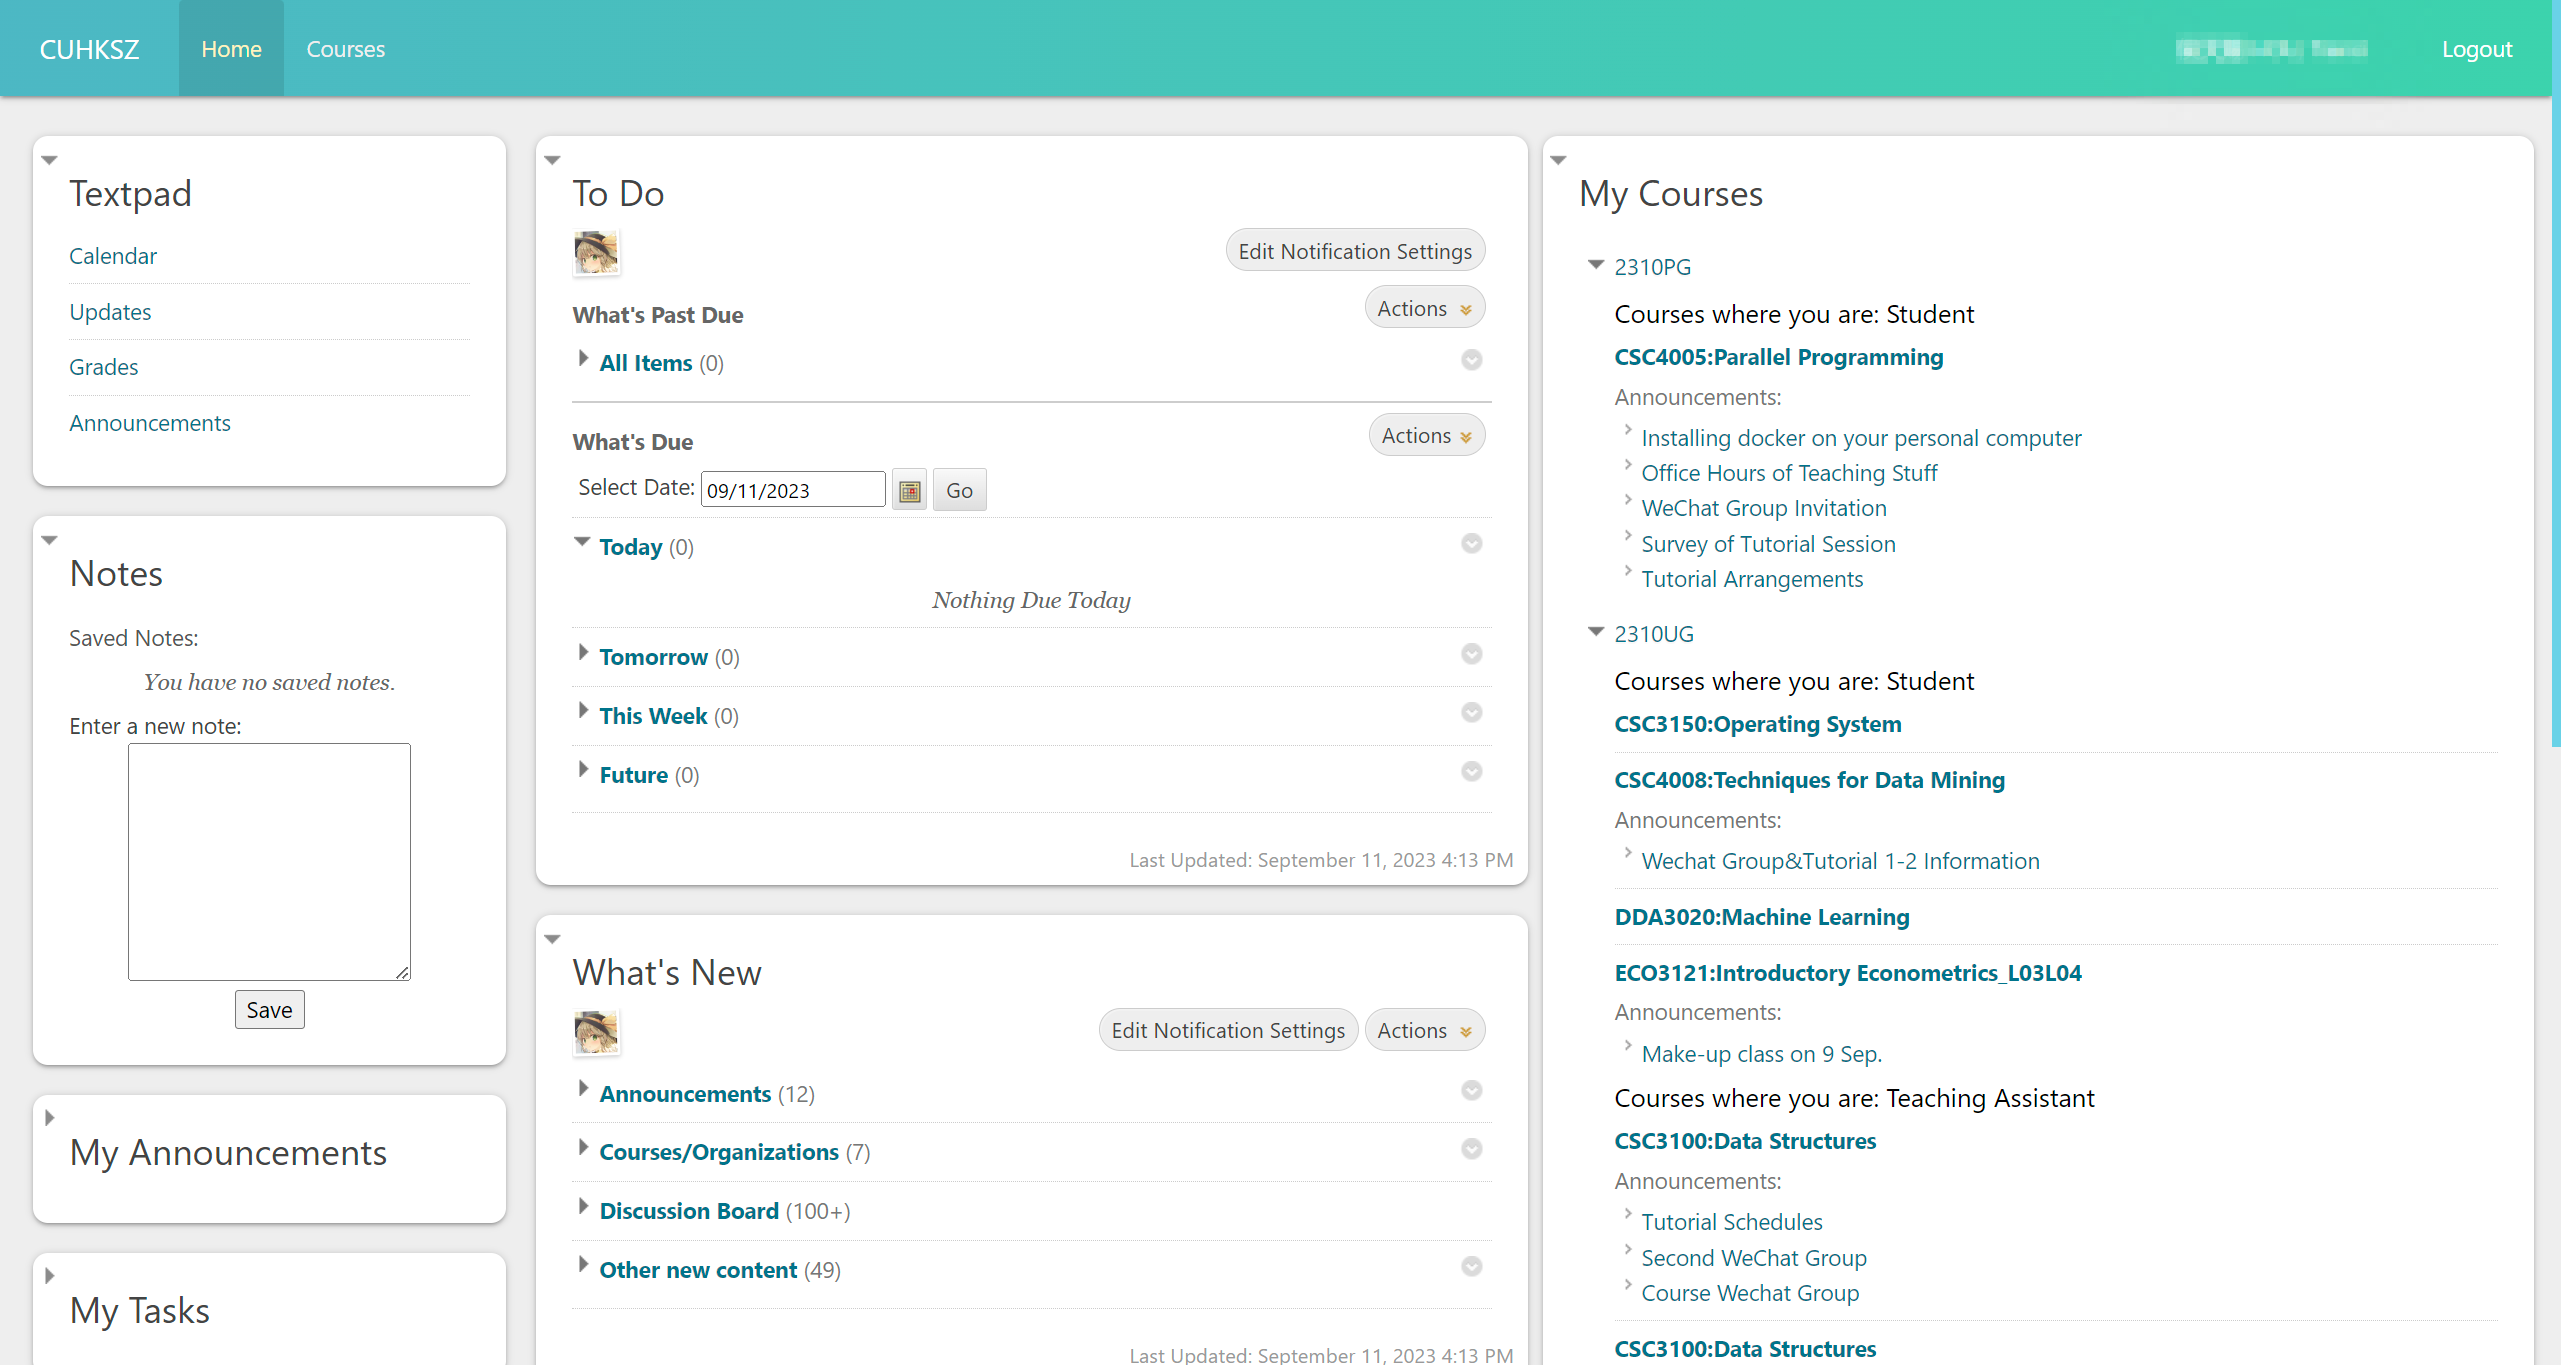 CUHKSZ
Home
Courses
Logout
Textpad
Calendar
Updates
Grades
Announcements
Notes
Saved Notes:
You have no saved notes.
Enter a new note:
Save
My Announcements
My Tasks
To Do
Edit Notification Settings
What's Past Due
Actions
All Items (0)
What's Due
Actions
Select Date: 09/11/2023 Go
Today (0)
Nothing Due Today
Tomorrow (0)
This Week (0)
Future (0)
Last Updated: September 11, 2023 4:13 PM
What's New
Edit Notification Settings
Actions
Announcements (12)
Courses/Organizations (7)
Discussion Board (100+)
Other new content (49)
Last Updated: September 11, 2023 4:13 PM
My Courses
2310PG
Courses where you are: Student
CSC4005:Parallel Programming
Announcements:
Installing docker on your personal computer
Office Hours of Teaching Stuff
WeChat Group Invitation
Survey of Tutorial Session
Tutorial Arrangements
2310UG
Courses where you are: Student
CSC3150:Operating System
CSC4008:Techniques for Data Mining
Announcements:
Wechat Group&Tutorial 1-2 Information
DDA3020:Machine Learning
ECO3121:Introductory Econometrics_L03L04
Announcements:
Make-up class on 9 Sep.
Courses where you are: Teaching Assistant
CSC3100:Data Structures
Announcements:
Tutorial Schedules
Second WeChat Group
Course Wechat Group
CSC3100:Data Structures